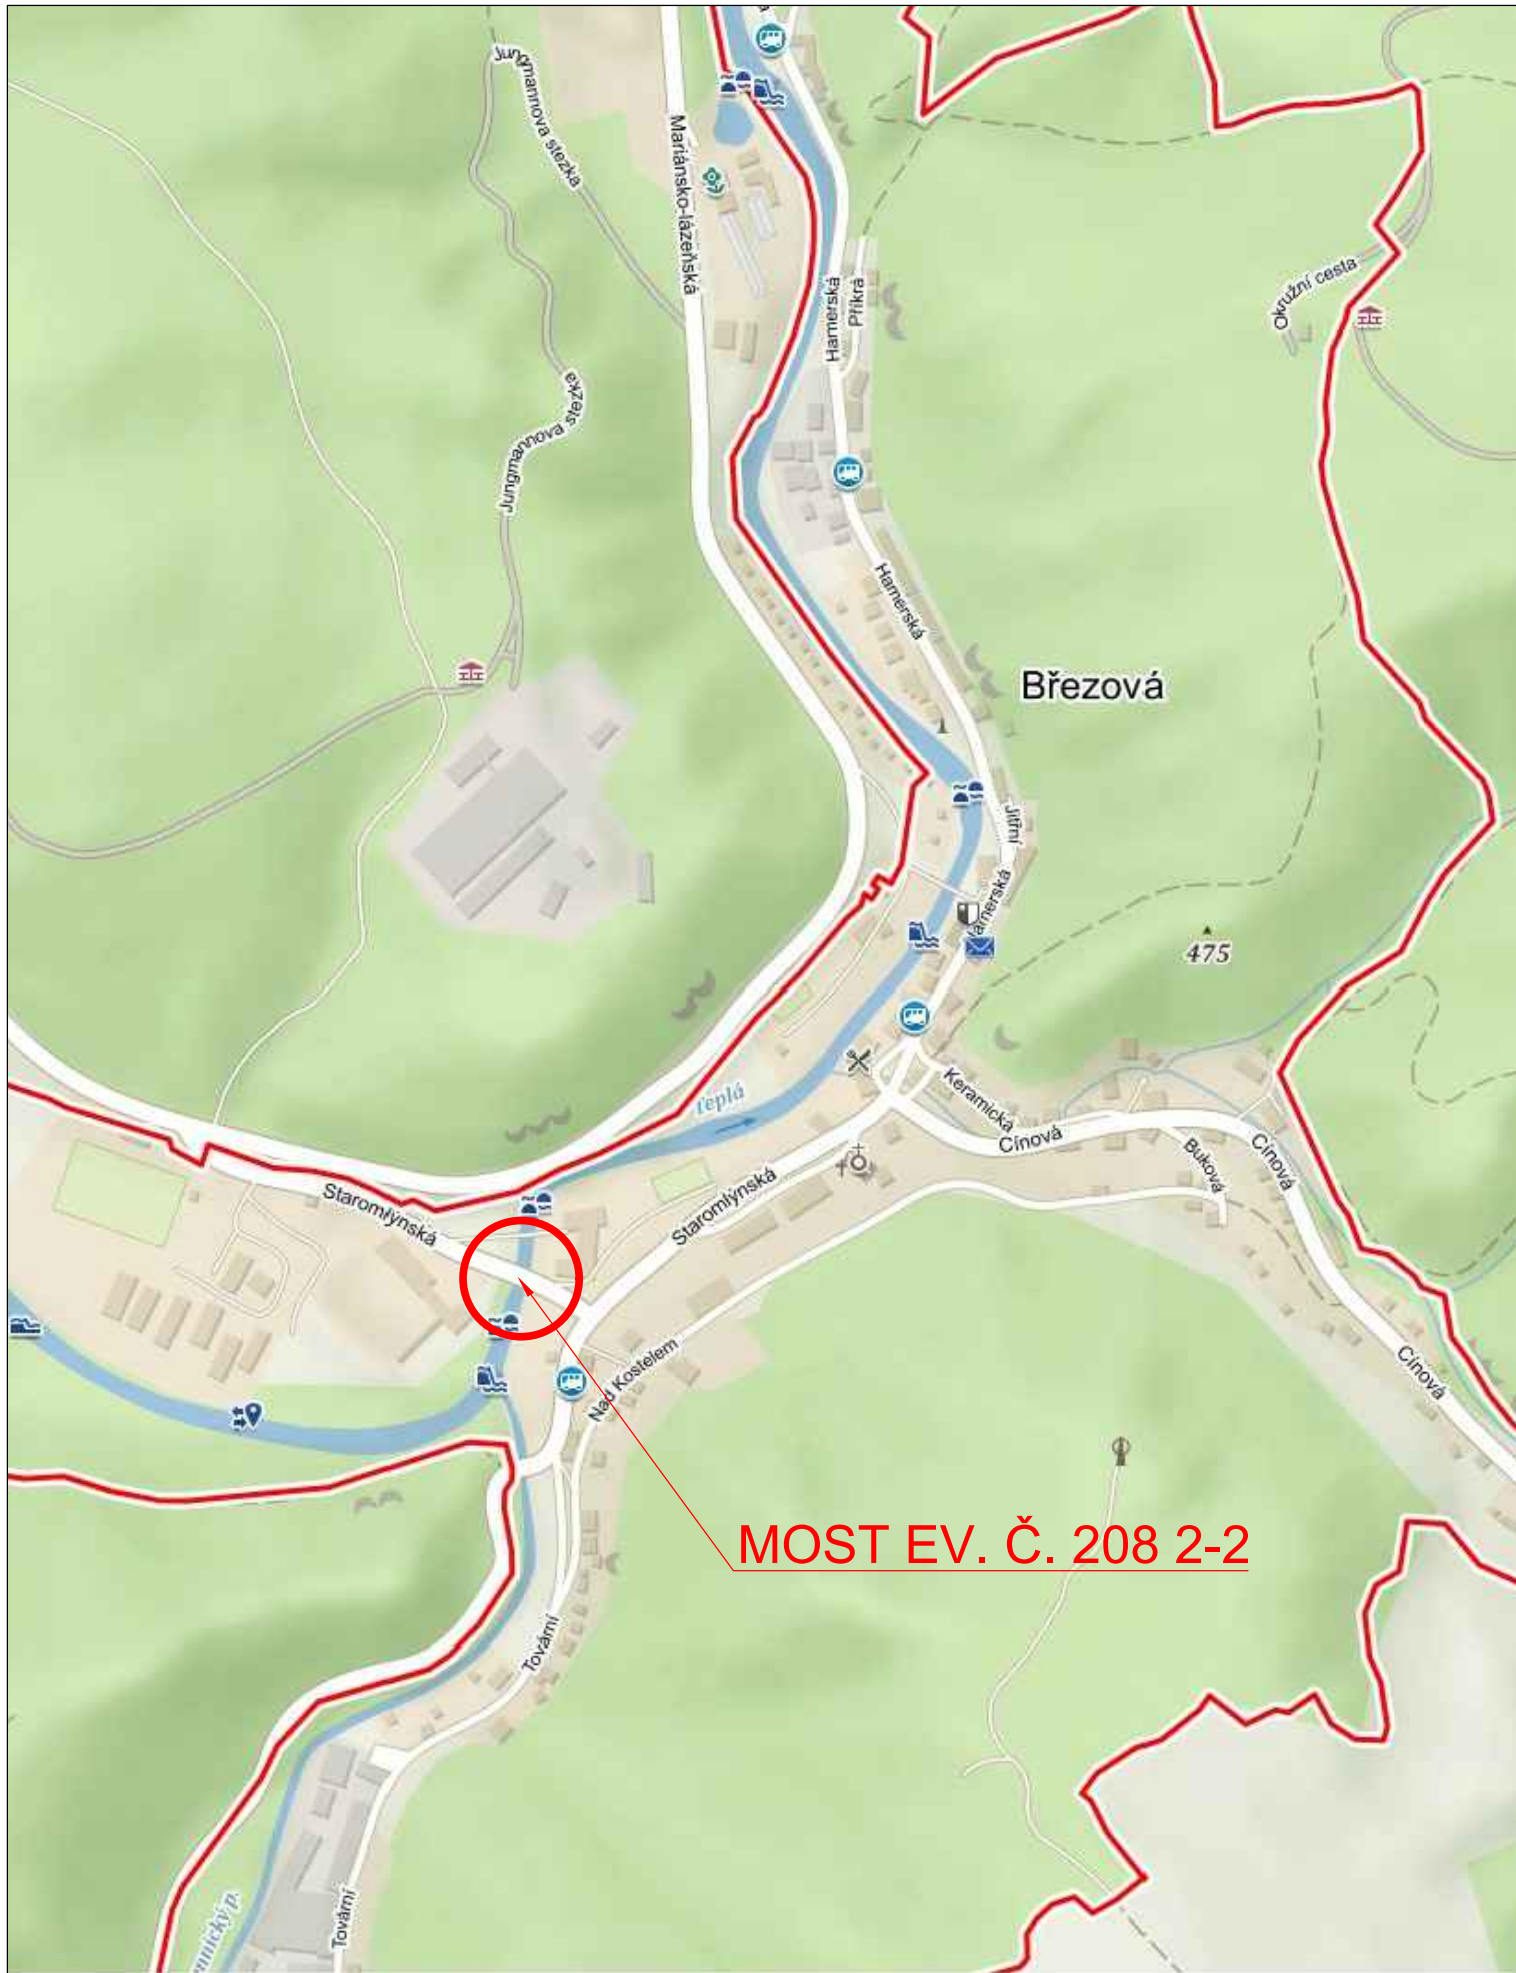 Jungmannova stezka
Mariánsko-lázeňská
Hamerská
Příkrá
Okružní cesta
Jungmannova stezka
Hamerská
Březová
Jitřní
Hamerská
475
Teplá
Keramická
Cínová
Cínová
Buková
Staromlýnská
Staromlýnská
Nad Kostelem
Cínová
MOST EV. Č. 208 2-2
Tovární
Tovární